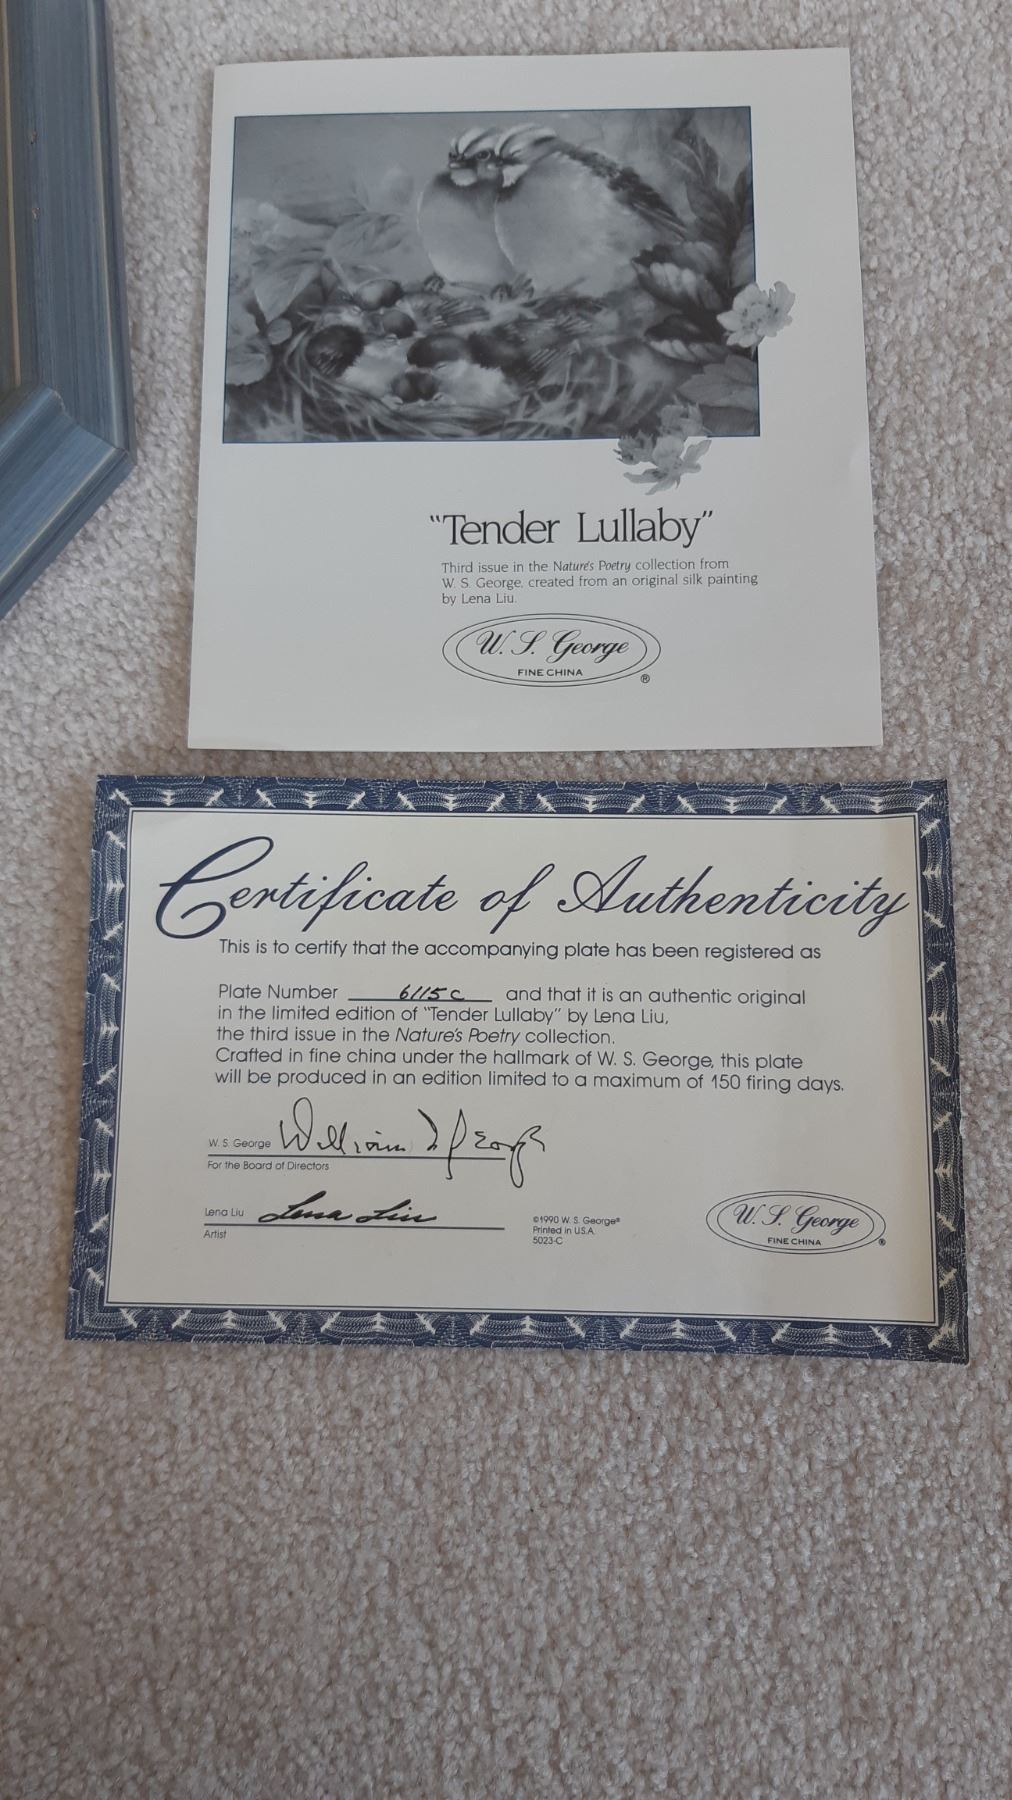 "Tender Lullaby"
Third issue in the Nature's Poetry collection from
W. S. George, created from an original silk painting
by Lena Liu.
W. S. George
FINE CHINA
®
Certificate of Authenticity
This is to certify that the accompanying plate has been registered as
Plate Number 6115 C and that it is an authentic original
in the limited edition of "Tender Lullaby" by Lena Liu,
the third issue in the Nature's Poetry collection.
Crafted in fine china under the hallmark of W. S. George, this plate
will be produced in an edition limited to a maximum of 150 firing days.
W. S. George William S George
For the Board of Directors
Lena Liu Lena Liu
Artist
©1990 W. S. George®
Printed in U.S.A.
5023-C
W. S. George
FINE CHINA
®